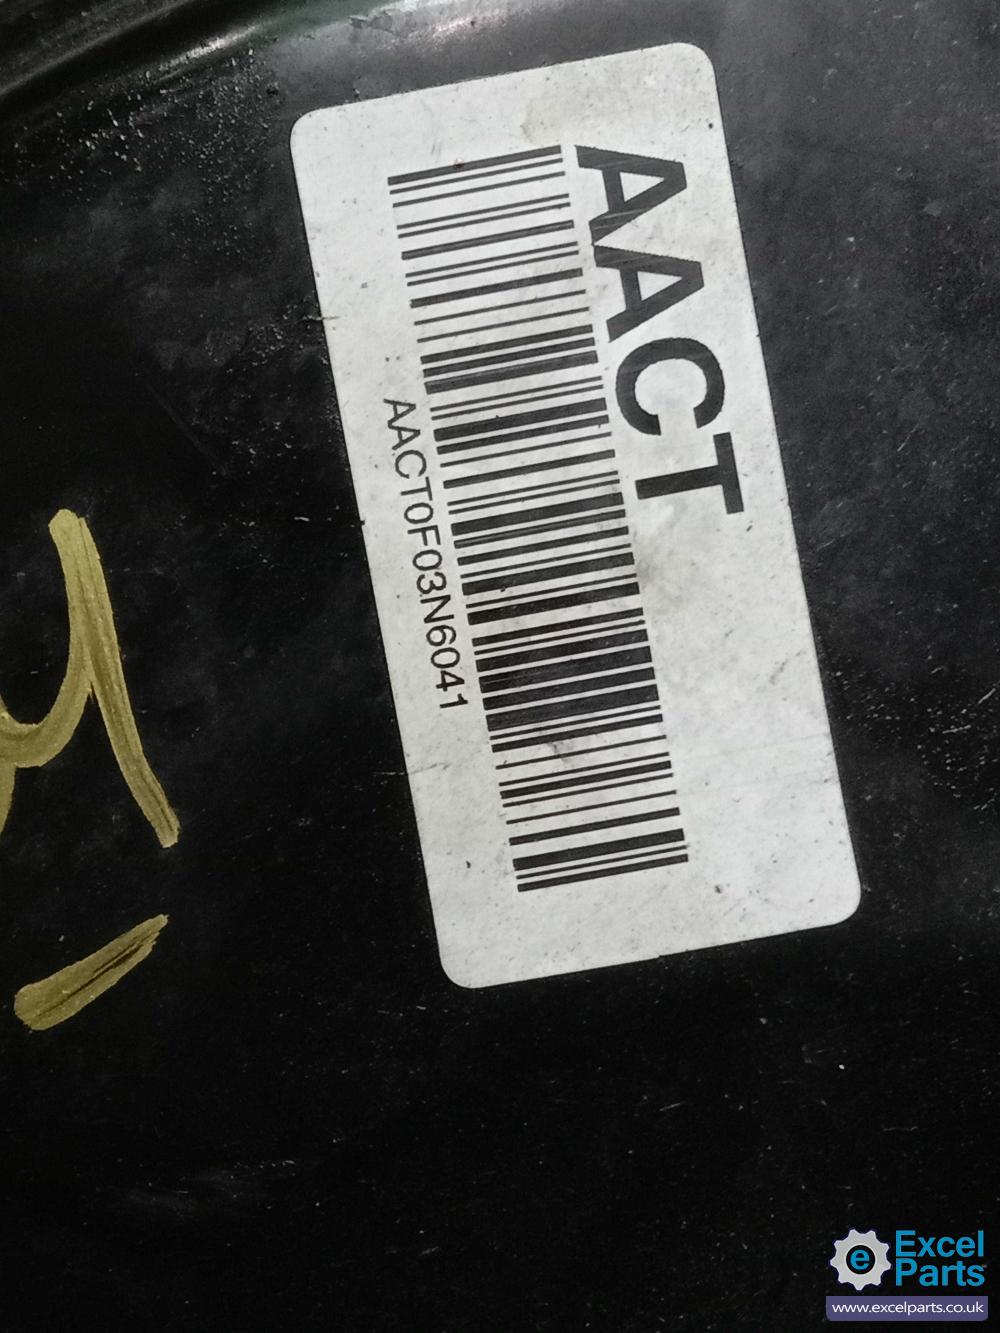 AACT
AACT0F03N6041
Excel
Parts
www.excelparts.co.uk